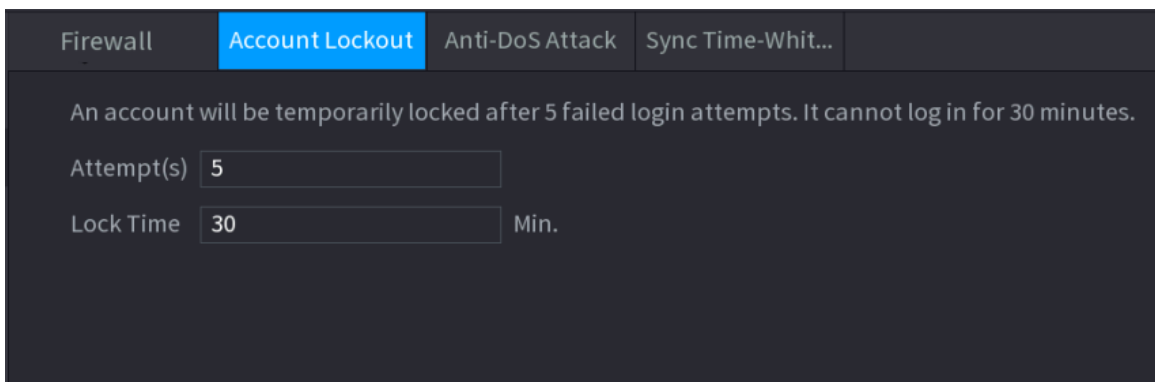 Firewall
Account Lockout
Anti-DoS Attack
Sync Time-Whit...
An account will be temporarily locked after 5 failed login attempts. It cannot log in for 30 minutes.
Attempt(s) 5
Lock Time 30 Min.